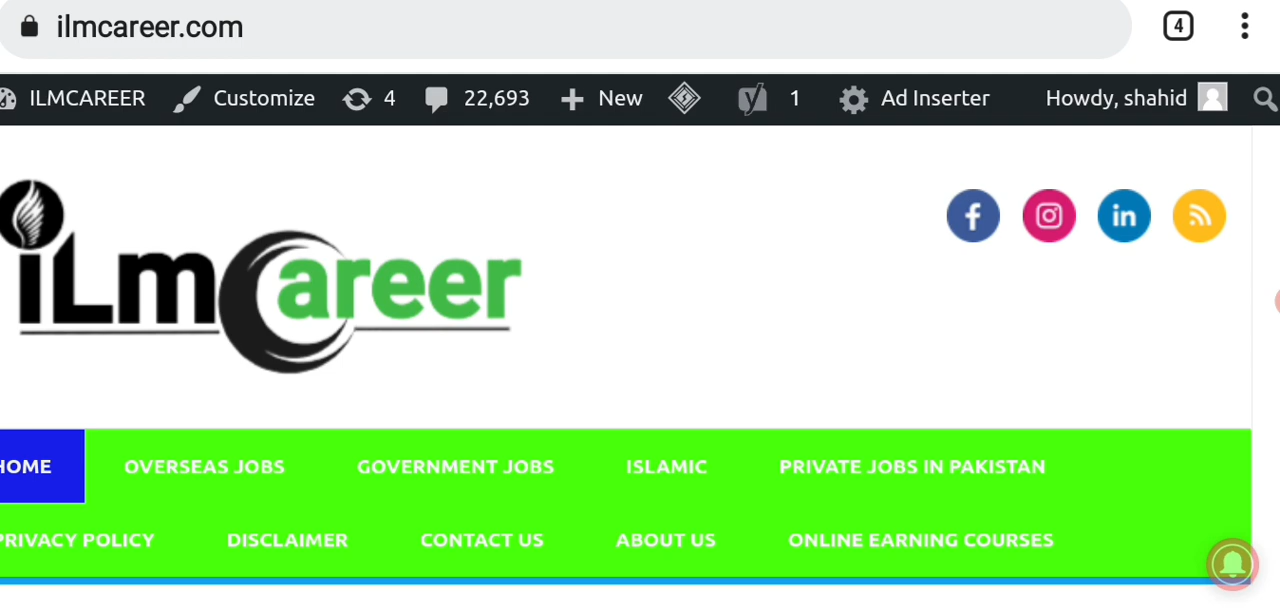 ilmcareer.com
4
ILMCAREER Customize 4 22,693 New 1 Ad Inserter Howdy, shahid
iLmCareer
HOME OVERSEAS JOBS GOVERNMENT JOBS ISLAMIC PRIVATE JOBS IN PAKISTAN
PRIVACY POLICY DISCLAIMER CONTACT US ABOUT US ONLINE EARNING COURSES